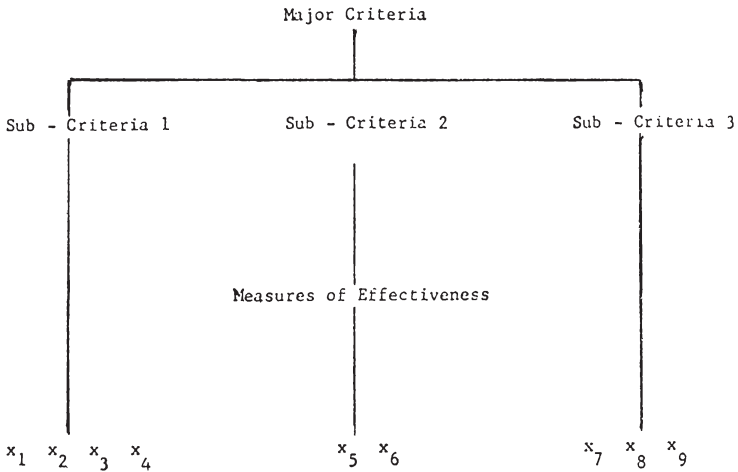 Major Criteria
Sub - Criteria 1 Sub - Criteria 2 Sub - Criteria 3
Measures of Effectiveness
x₁ x₂ x₃ x₄ x₅ x₆ x₇ x₈ x₉